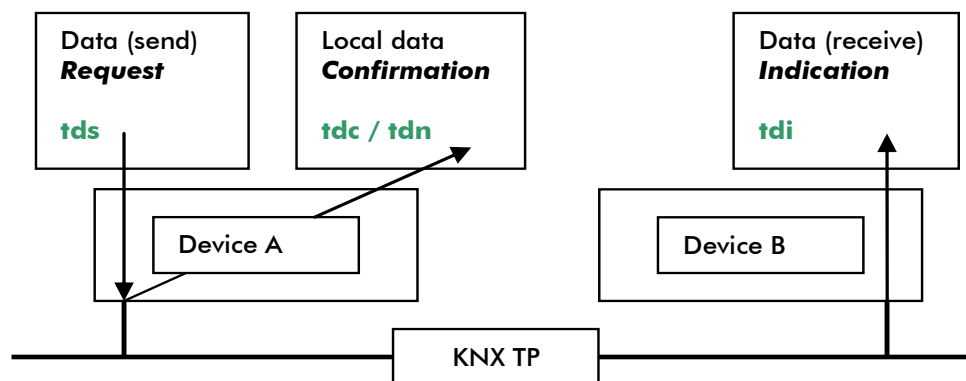 Data (send)
Request
tds
Local data
Confirmation
tdc / tdn
Data (receive)
Indication
tdi
Device A
Device B
KNX TP